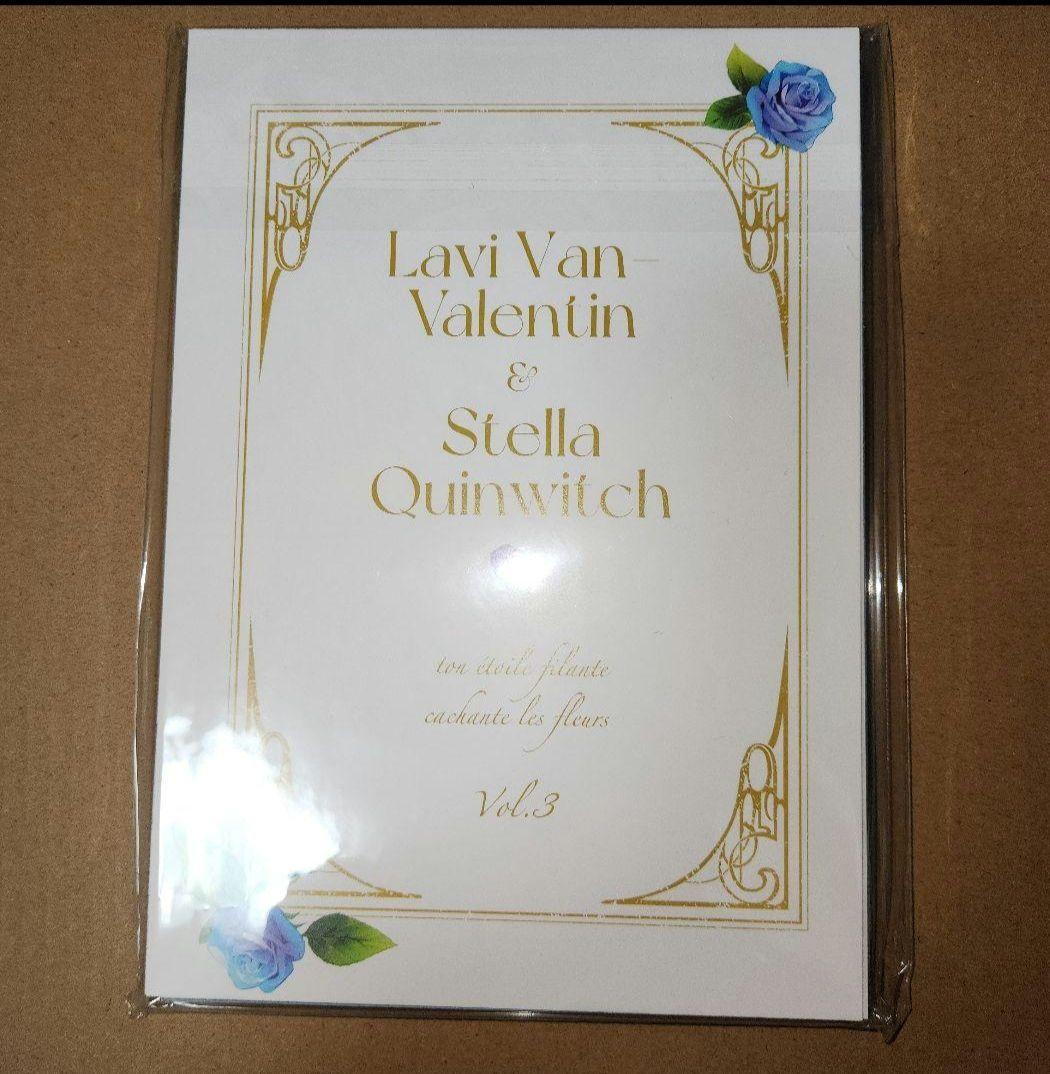 Lavi Van-
Valentin
&
Stella
Quinwitch
ton étoile filante
cachante les fleurs
Vol.3